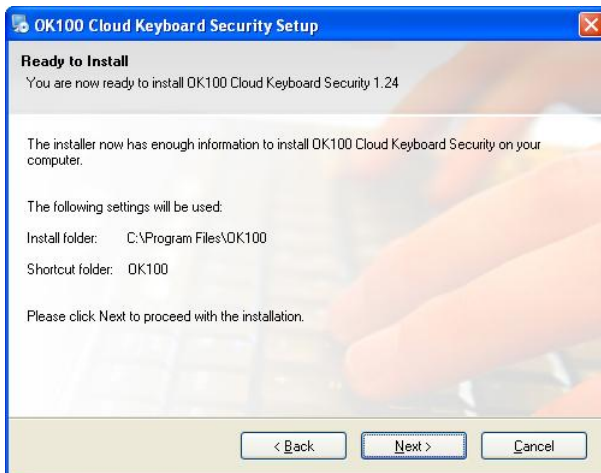 OK100 Cloud Keyboard Security Setup
Ready to Install
You are now ready to install OK100 Cloud Keyboard Security 1.24
The installer now has enough information to install OK100 Cloud Keyboard Security on your
computer.
The following settings will be used:
Install folder: C:\Program Files\OK100
Shortcut folder: OK100
Please click Next to proceed with the installation.
< Back Next > Cancel